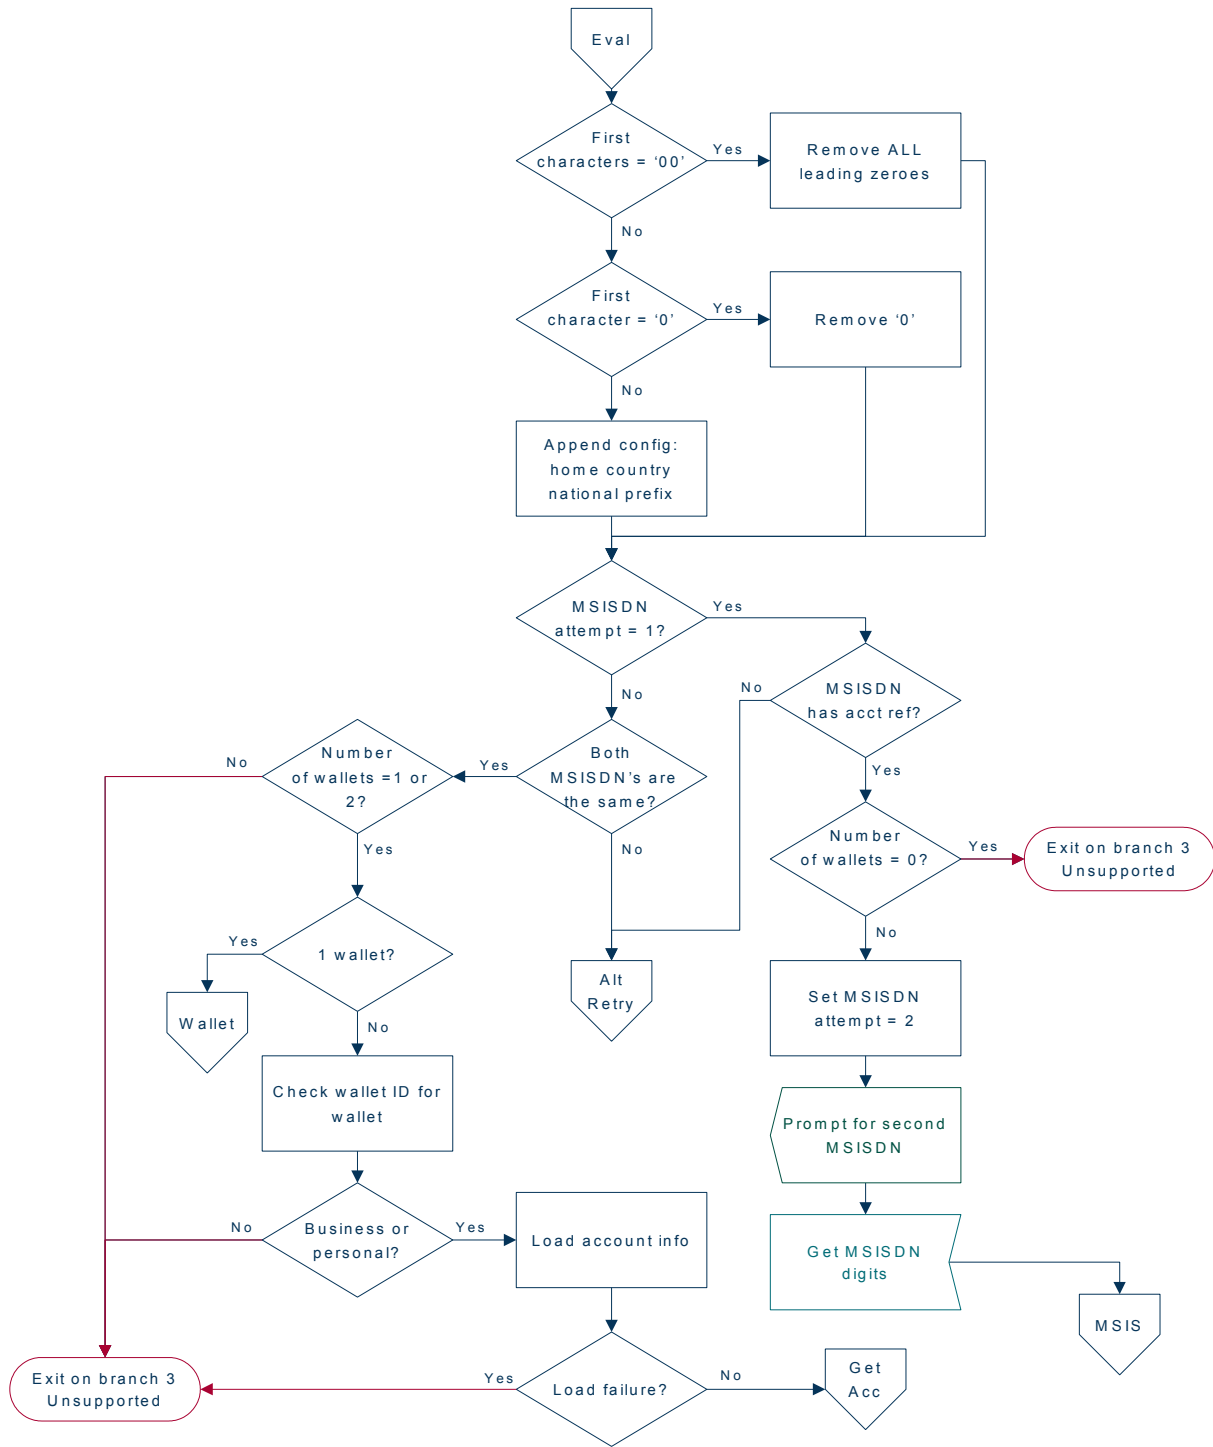 Eval
First
characters = ‘00’
Yes
Remove ALL
leading zeroes
No
First
character = ‘0’
Yes
Remove ‘0’
No
Append config:
home country
national prefix
MSISDN
attempt = 1?
Yes
No
MSISDN
has acct ref?
No
Yes
Both
MSISDN’s are
the same?
Yes
No
Number
of wallets =1 or
2?
No
Yes
Number
of wallets = 0?
Yes
Exit on branch 3
Unsupported
No
1 wallet?
Yes
Wallet
No
Alt
Retry
Set MSISDN
attempt = 2
Check wallet ID for
wallet
Prompt for second
MSISDN
Business or
personal?
No
Yes
Load account info
Get MSISDN
digits
MSIS
Load failure?
Yes
No
Get
Acc
Exit on branch 3
Unsupported